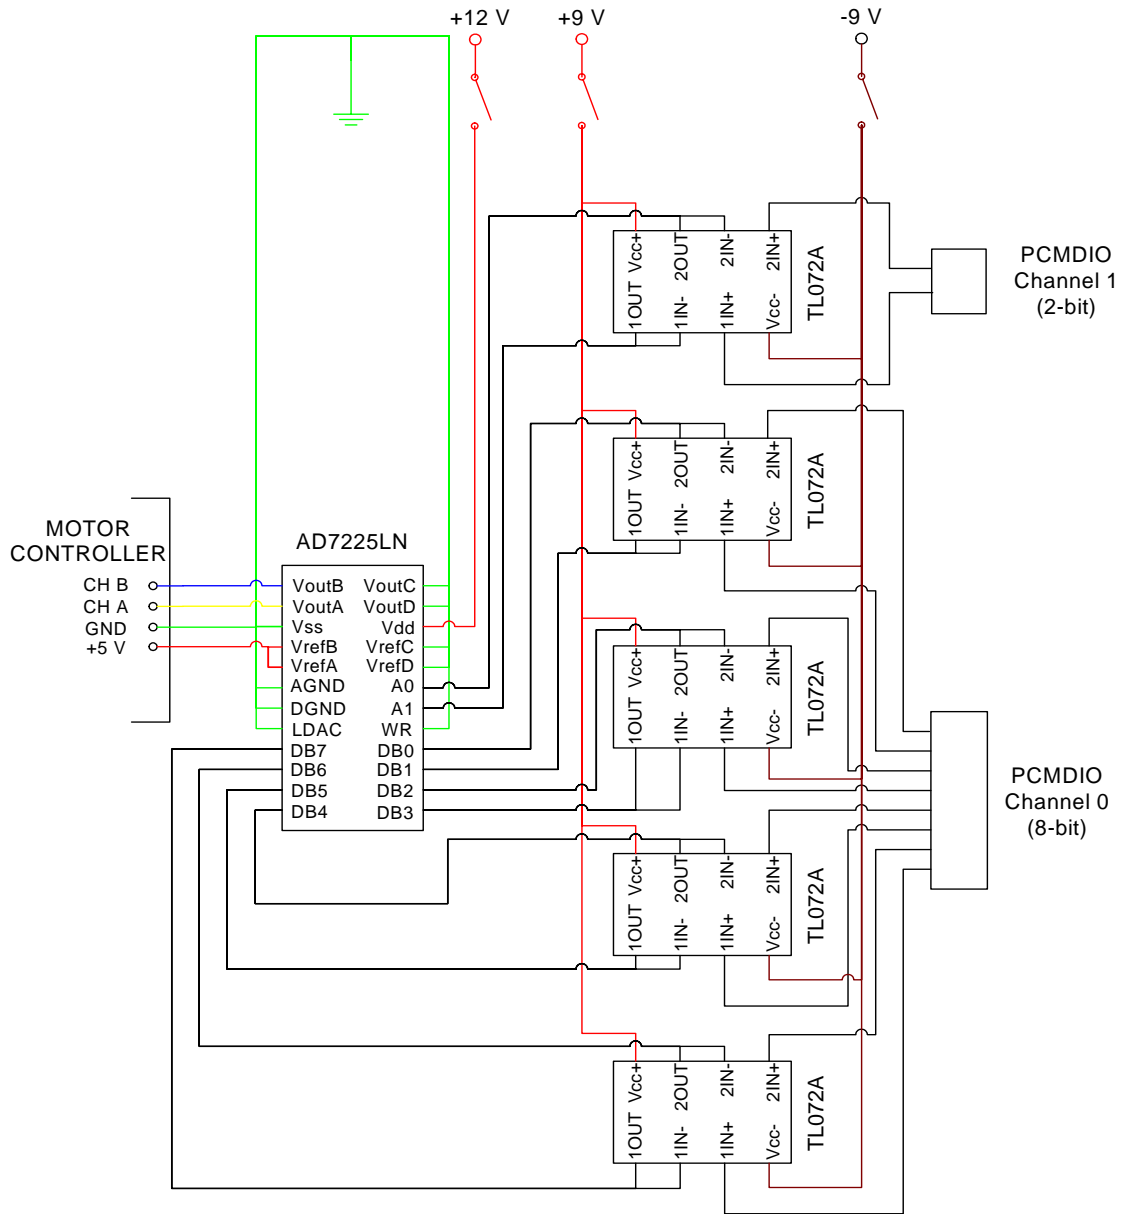 +12 V
+9 V
-9 V
1OUT Vcc+
1IN- 2OUT
1IN+ 2IN-
Vcc- 2IN+
TL072A
PCMDIO
Channel 1
(2-bit)
1OUT Vcc+
1IN- 2OUT
1IN+ 2IN-
Vcc- 2IN+
TL072A
MOTOR
CONTROLLER
CH B
CH A
GND
+5 V
AD7225LN
VoutB VoutC
VoutA VoutD
Vss Vdd
VrefB VrefC
VrefA VrefD
AGND A0
DGND A1
LDAC WR
DB7 DB0
DB6 DB1
DB5 DB2
DB4 DB3
1OUT Vcc+
1IN- 2OUT
1IN+ 2IN-
Vcc- 2IN+
TL072A
PCMDIO
Channel 0
(8-bit)
1OUT Vcc+
1IN- 2OUT
1IN+ 2IN-
Vcc- 2IN+
TL072A
1OUT Vcc+
1IN- 2OUT
1IN+ 2IN-
Vcc- 2IN+
TL072A